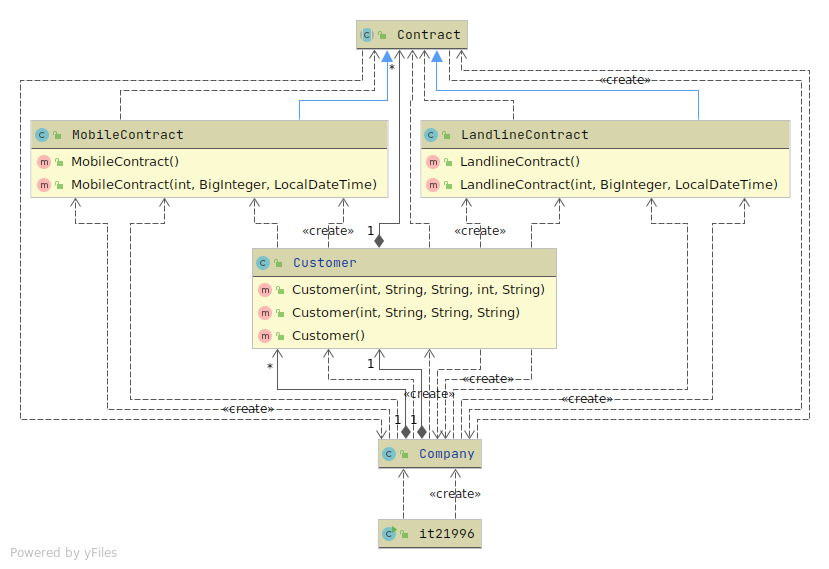 Contract
*
«create»
MobileContract
MobileContract()
MobileContract(int, BigInteger, LocalDateTime)
LandlineContract
LandlineContract()
LandlineContract(int, BigInteger, LocalDateTime)
«create»
1
«create»
Customer
Customer(int, String, String, int, String)
Customer(int, String, String, String)
Customer()
*
1
«create»
«create»
«create»
«create»
1
1
Company
«create»
it21996
Powered by yFiles